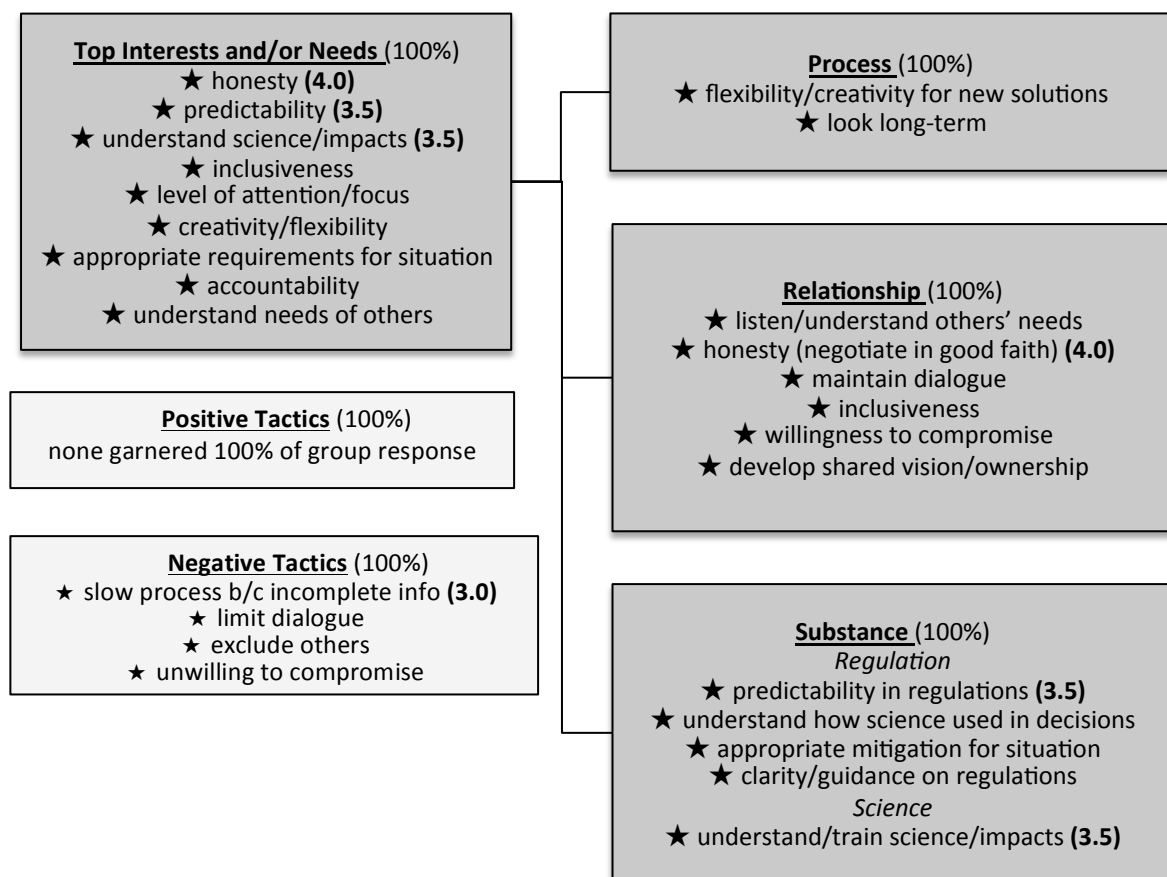 Top Interests and/or Needs (100%)
★ honesty (4.0)
★ predictability (3.5)
★ understand science/impacts (3.5)
★ inclusiveness
★ level of attention/focus
★ creativity/flexibility
★ appropriate requirements for situation
★ accountability
★ understand needs of others
Positive Tactics (100%)
none garnered 100% of group response
Negative Tactics (100%)
★ slow process b/c incomplete info (3.0)
★ limit dialogue
★ exclude others
★ unwilling to compromise
Process (100%)
★ flexibility/creativity for new solutions
★ look long-term
Relationship (100%)
★ listen/understand others’ needs
★ honesty (negotiate in good faith) (4.0)
★ maintain dialogue
★ inclusiveness
★ willingness to compromise
★ develop shared vision/ownership
Substance (100%)
Regulation
★ predictability in regulations (3.5)
★ understand how science used in decisions
★ appropriate mitigation for situation
★ clarity/guidance on regulations
Science
★ understand/train science/impacts (3.5)